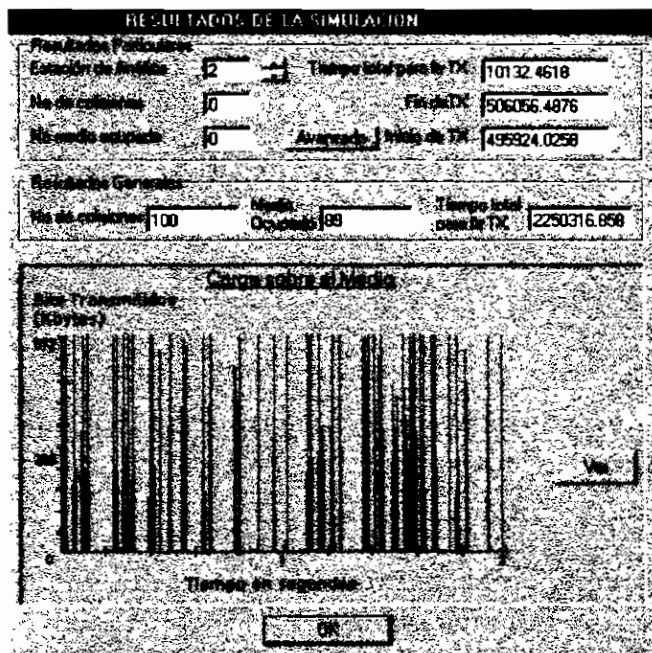 RESULTADOS DE LA SIMULACION
Resultados Particulares
Estación de Análisis 2 Tiempo total para la TX 10132.4618
No de colisiones 0 Fin de TX 506056.4876
No medio ocupado 0 Avanzado Inicio de TX 495924.0258
Resultados Generales
No de colisiones 100 Medio Ocupado 89 Tiempo total para la TX 2250316.858
Carga sobre el Medio
Bits Transmitidos
(Kbytes)
Ver
0
Tiempo en segundos
OK